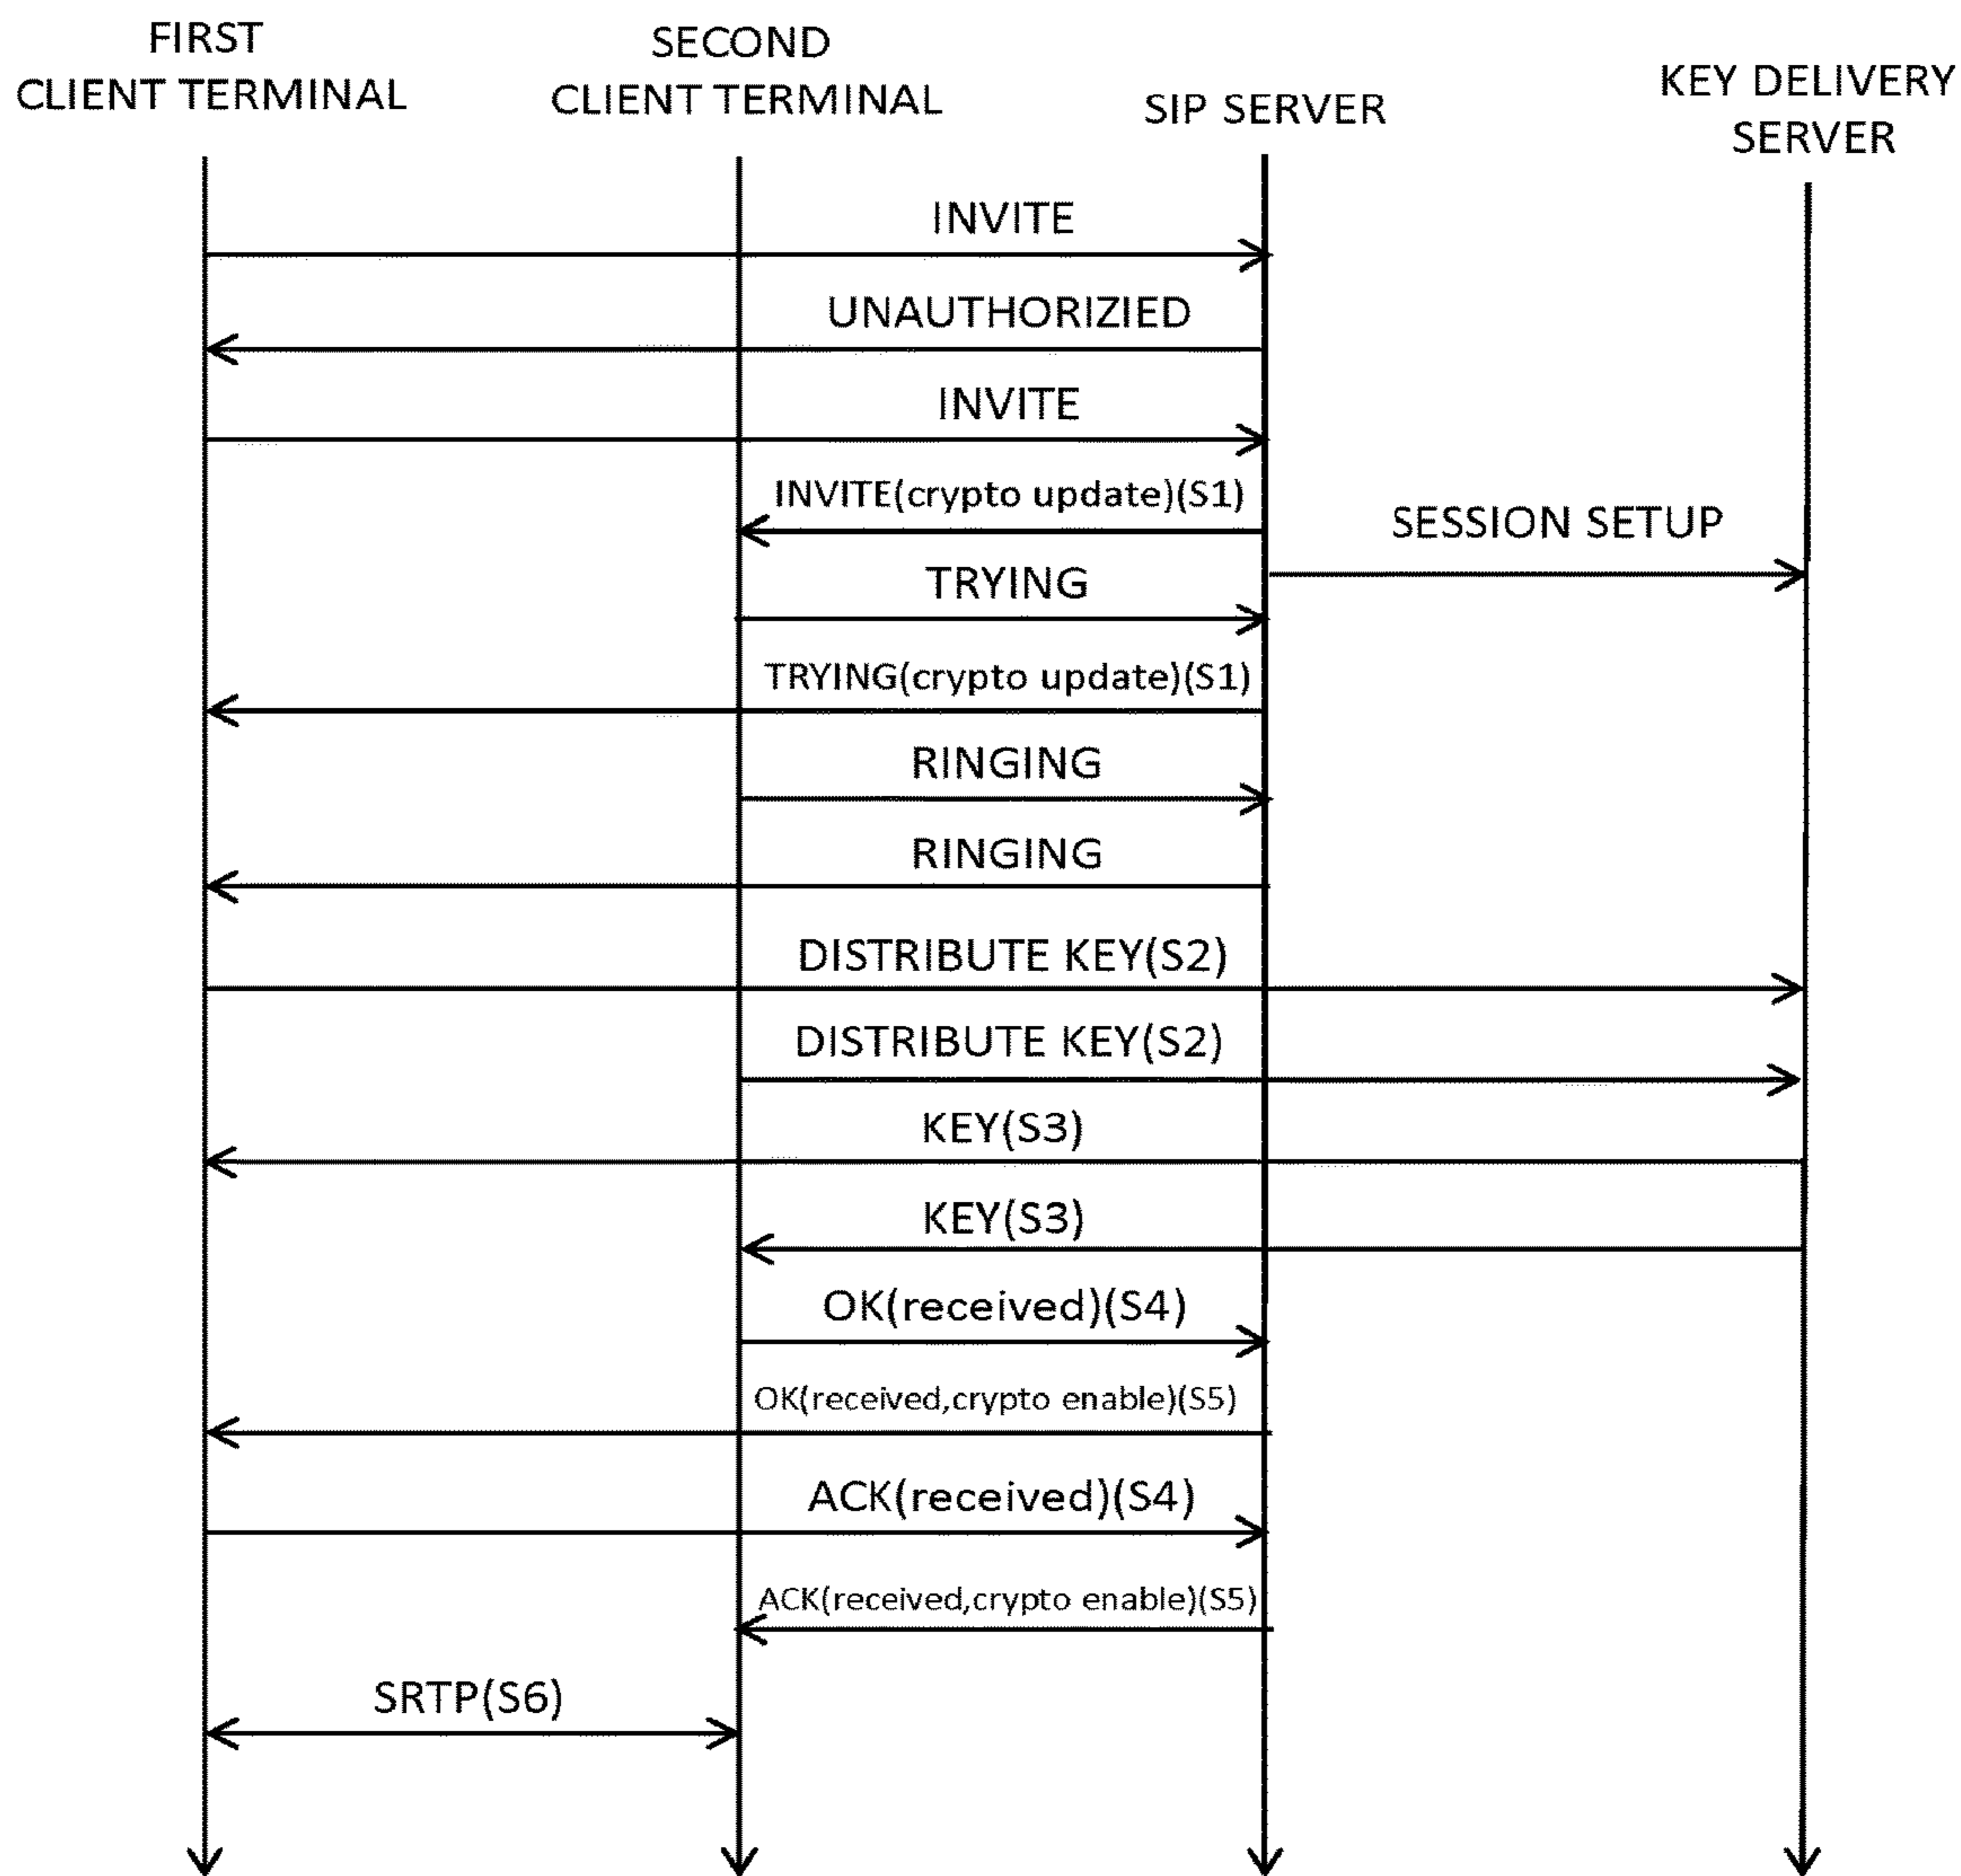 FIRST
CLIENT TERMINAL
SECOND
CLIENT TERMINAL
SIP SERVER
KEY DELIVERY
SERVER
INVITE
UNAUTHORIZIED
INVITE
INVITE(crypto update)(S1)
SESSION SETUP
TRYING
TRYING(crypto update)(S1)
RINGING
RINGING
DISTRIBUTE KEY(S2)
DISTRIBUTE KEY(S2)
KEY(S3)
KEY(S3)
OK(received)(S4)
OK(received,crypto enable)(S5)
ACK(received)(S4)
ACK(received,crypto enable)(S5)
SRTP(S6)